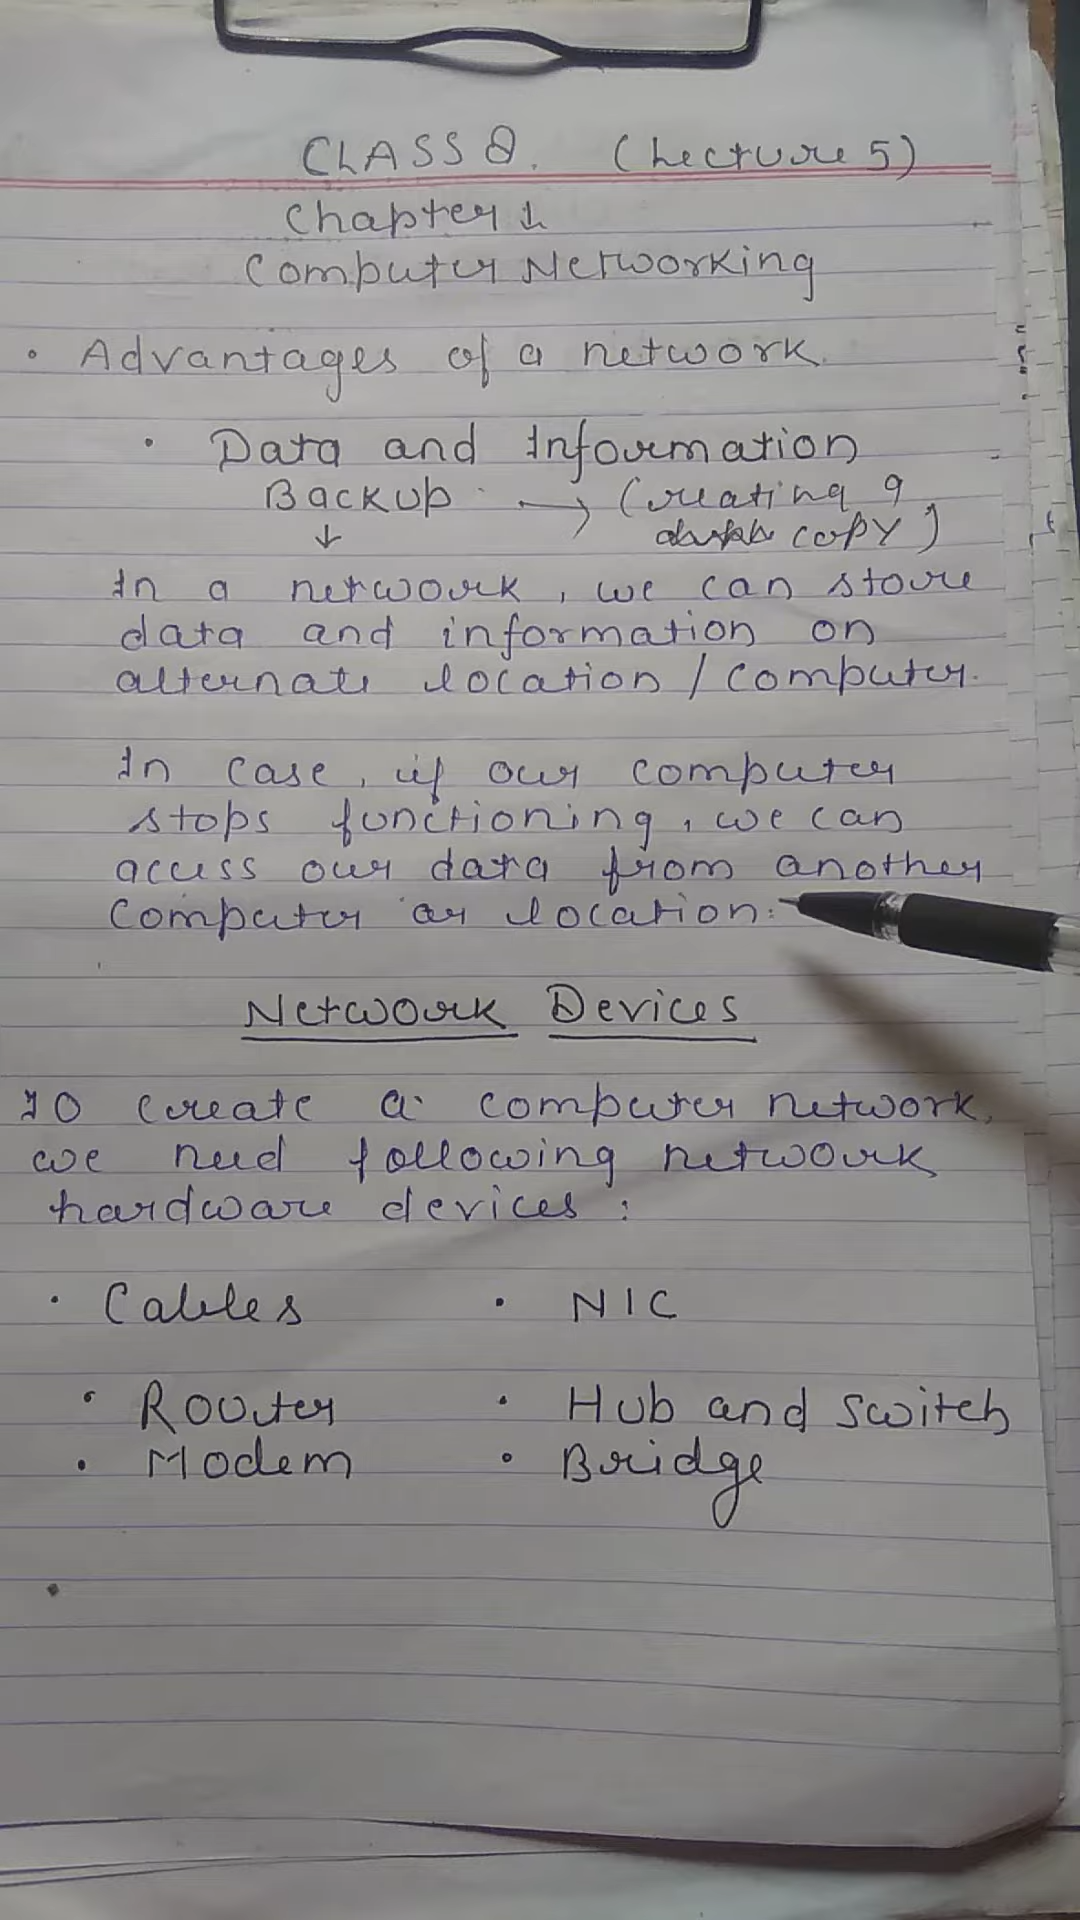 CLASS 8. (Lecture 5)
Chapter 1
Computer Networking
• Advantages of a network.
• Data and Information
Backup → (creating a
copy)
↓
In a network, we can store
data and information on
alternate location / computer.
In case, if our computer
stops functioning, we can
access our data from another
computer or location.
Network Devices
To create a computer network,
we need following network
hardware devices :
• Cables • NIC
• Router • Hub and switch
• Modem • Bridge